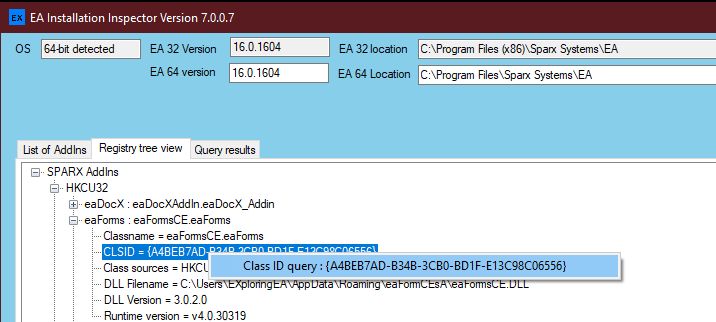 EX EA Installation Inspector Version 7.0.0.7
OS 64-bit detected EA 32 Version 16.0.1604 EA 32 location C:\Program Files (x86)\Sparx Systems\EA
EA 64 version 16.0.1604 EA 64 Location C:\Program Files\Sparx Systems\EA
List of AddIns Registry tree view Query results
SPARX AddIns
HKCU32
eaDocX : eaDocXAddIn.eaDocX_Addin
eaForms : eaFormsCE.eaForms
Classname = eaFormsCE.eaForms
CLSID = {A4BEB7AD-B34B-3CB0-BD1F-E13C98C06556}
Class ID query : {A4BEB7AD-B34B-3CB0-BD1F-E13C98C06556}
Class sources = HKCU
DLL Filename = C:\Users\EXploringEA\AppData\Roaming\eaFormCEsA\eaFormsCE.DLL
DLL Version = 3.0.2.0
Runtime version = v4.0.30319